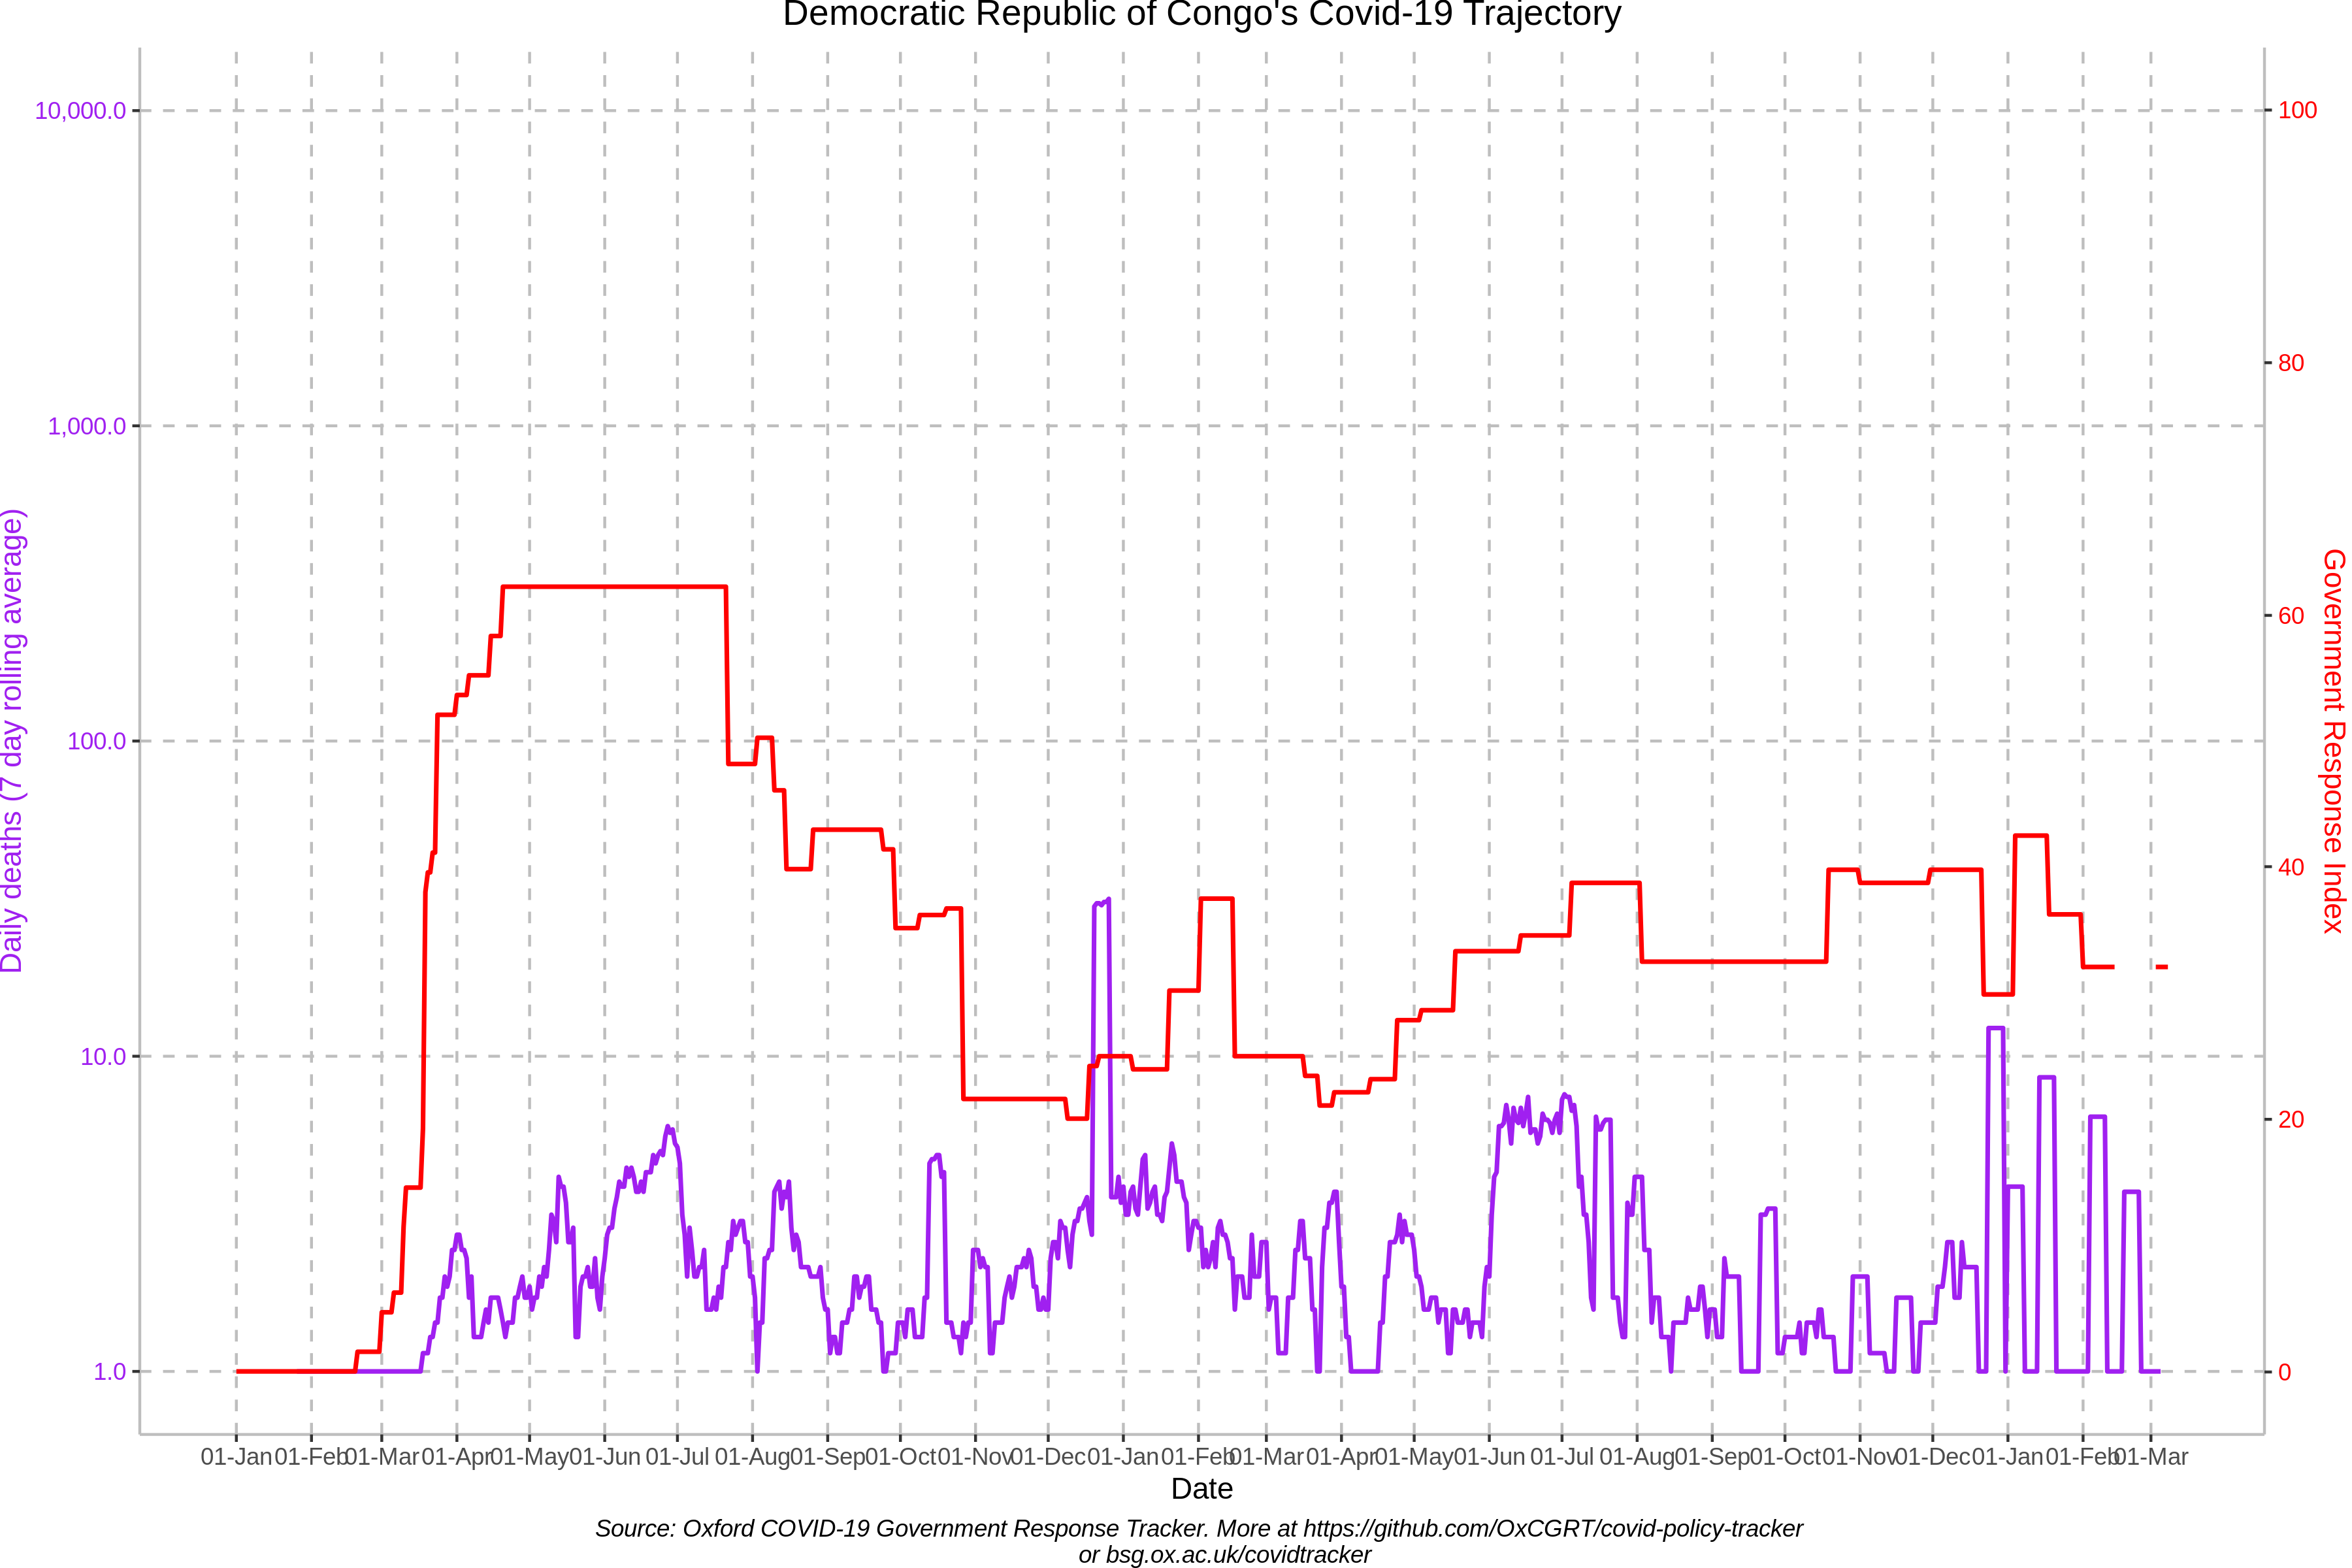 Democratic Republic of Congo's Covid-19 Trajectory
10,000.0
1,000.0
100.0
10.0
1.0
Daily deaths (7 day rolling average)
100
80
60
40
20
0
Government Response Index
01-Jan 01-Feb 01-Mar 01-Apr 01-May 01-Jun 01-Jul 01-Aug 01-Sep 01-Oct 01-Nov 01-Dec 01-Jan 01-Feb 01-Mar 01-Apr 01-May 01-Jun 01-Jul 01-Aug 01-Sep 01-Oct 01-Nov 01-Dec 01-Jan 01-Feb 01-Mar
Date
Source: Oxford COVID-19 Government Response Tracker. More at https://github.com/OxCGRT/covid-policy-tracker
or bsg.ox.ac.uk/covidtracker